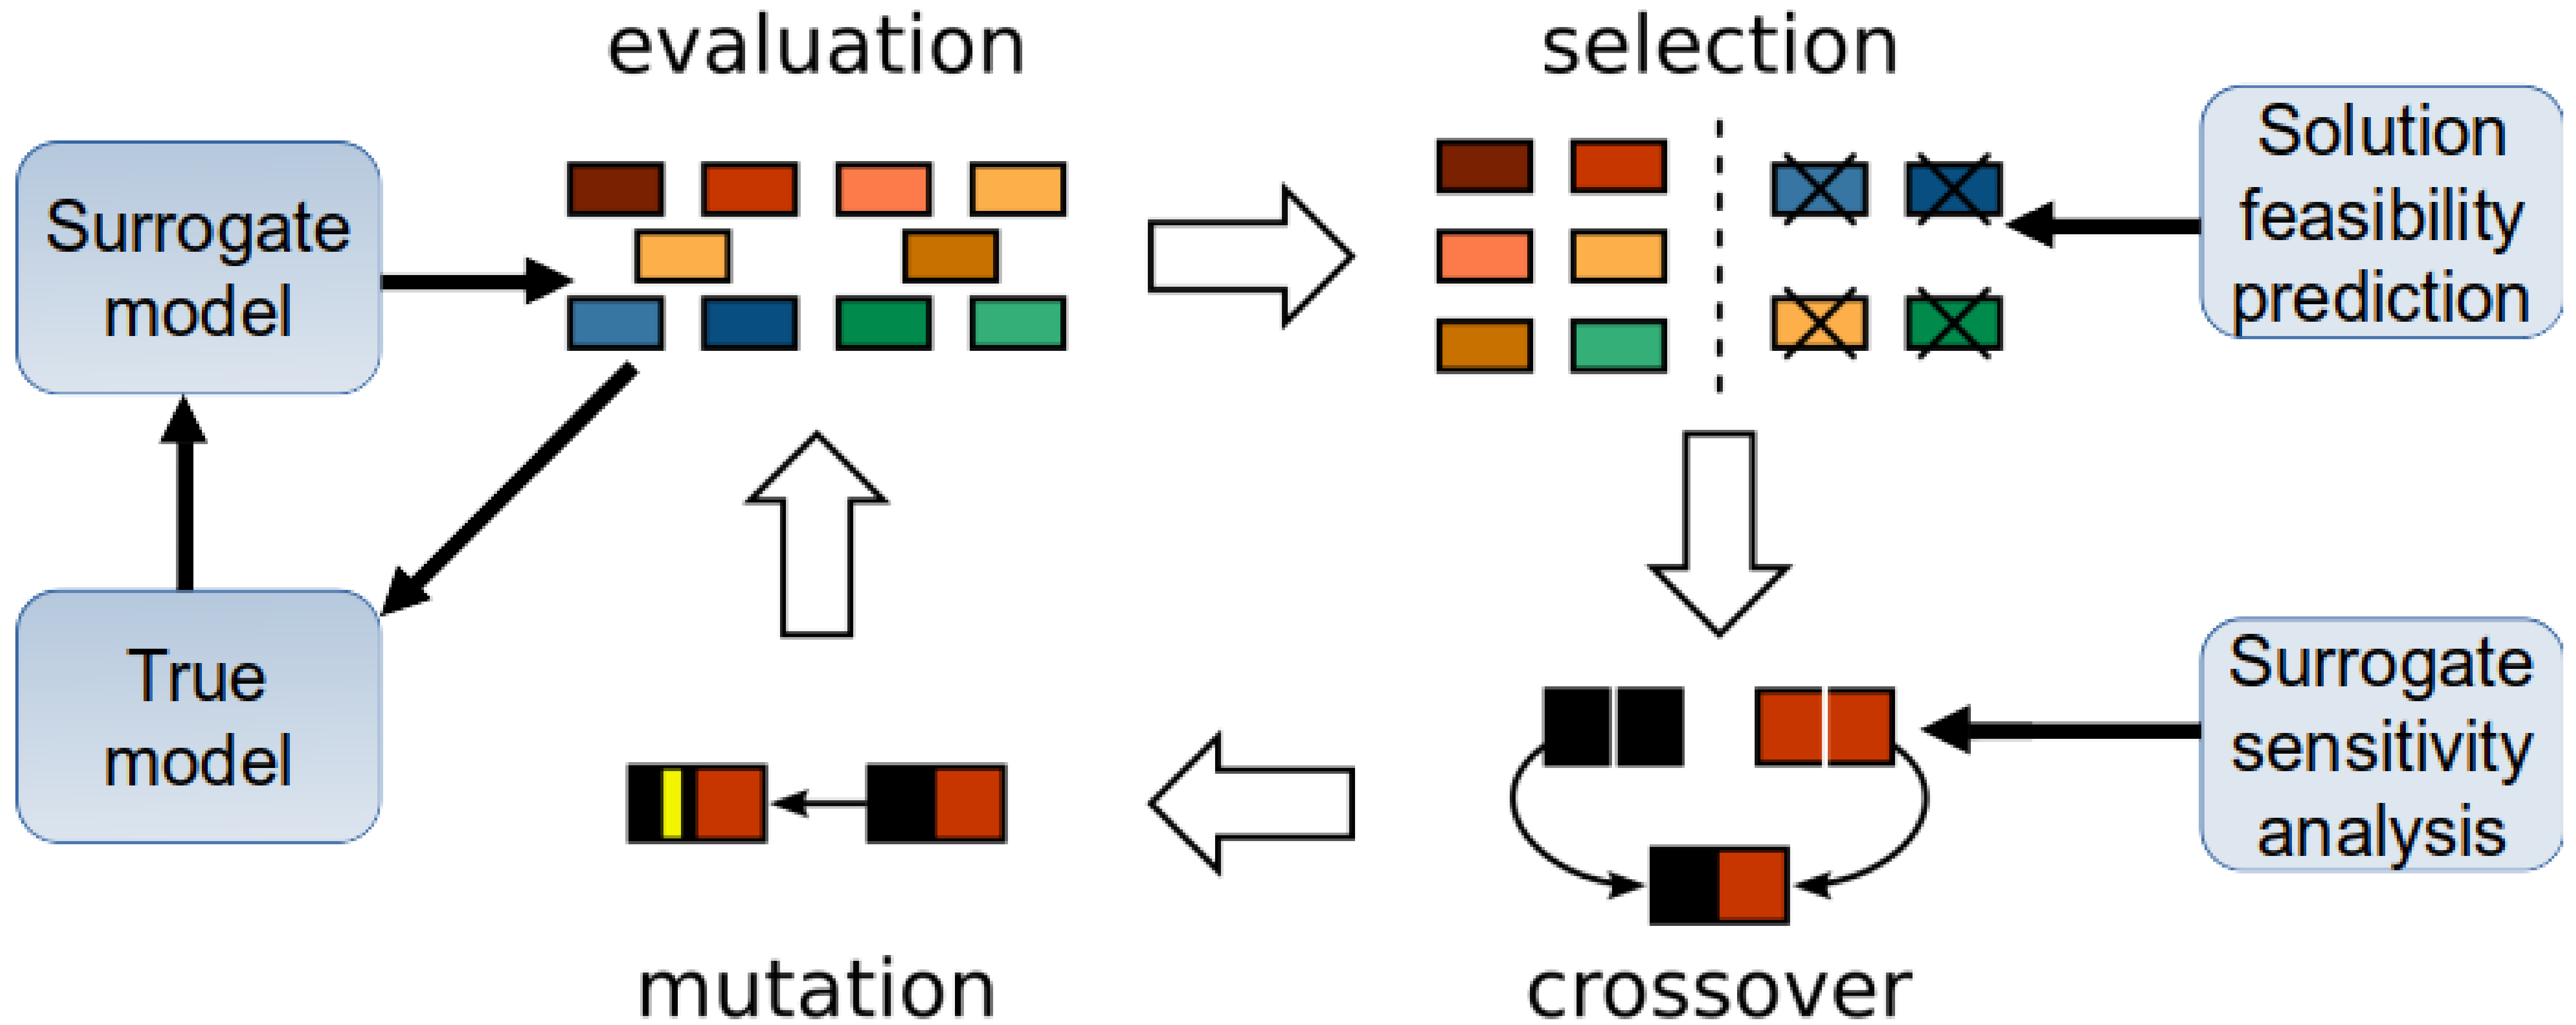 evaluation
selection
Surrogate
model
Solution
feasibility
prediction
True
model
Surrogate
sensitivity
analysis
mutation
crossover